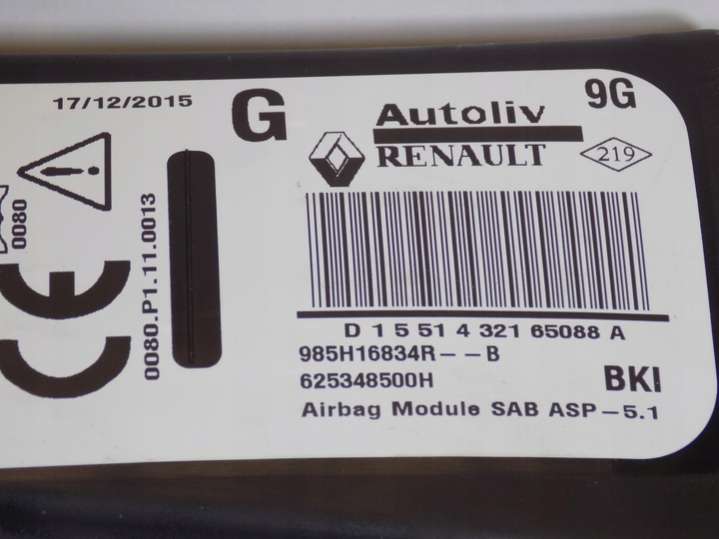 17/12/2015
G
Autoliv
9G
RENAULT
219
0080
0080.P1.11.0013
CE
D 1 5 51 4 321 65088 A
985H16834R--B
625348500H
BKI
Airbag Module SAB ASP-5.1